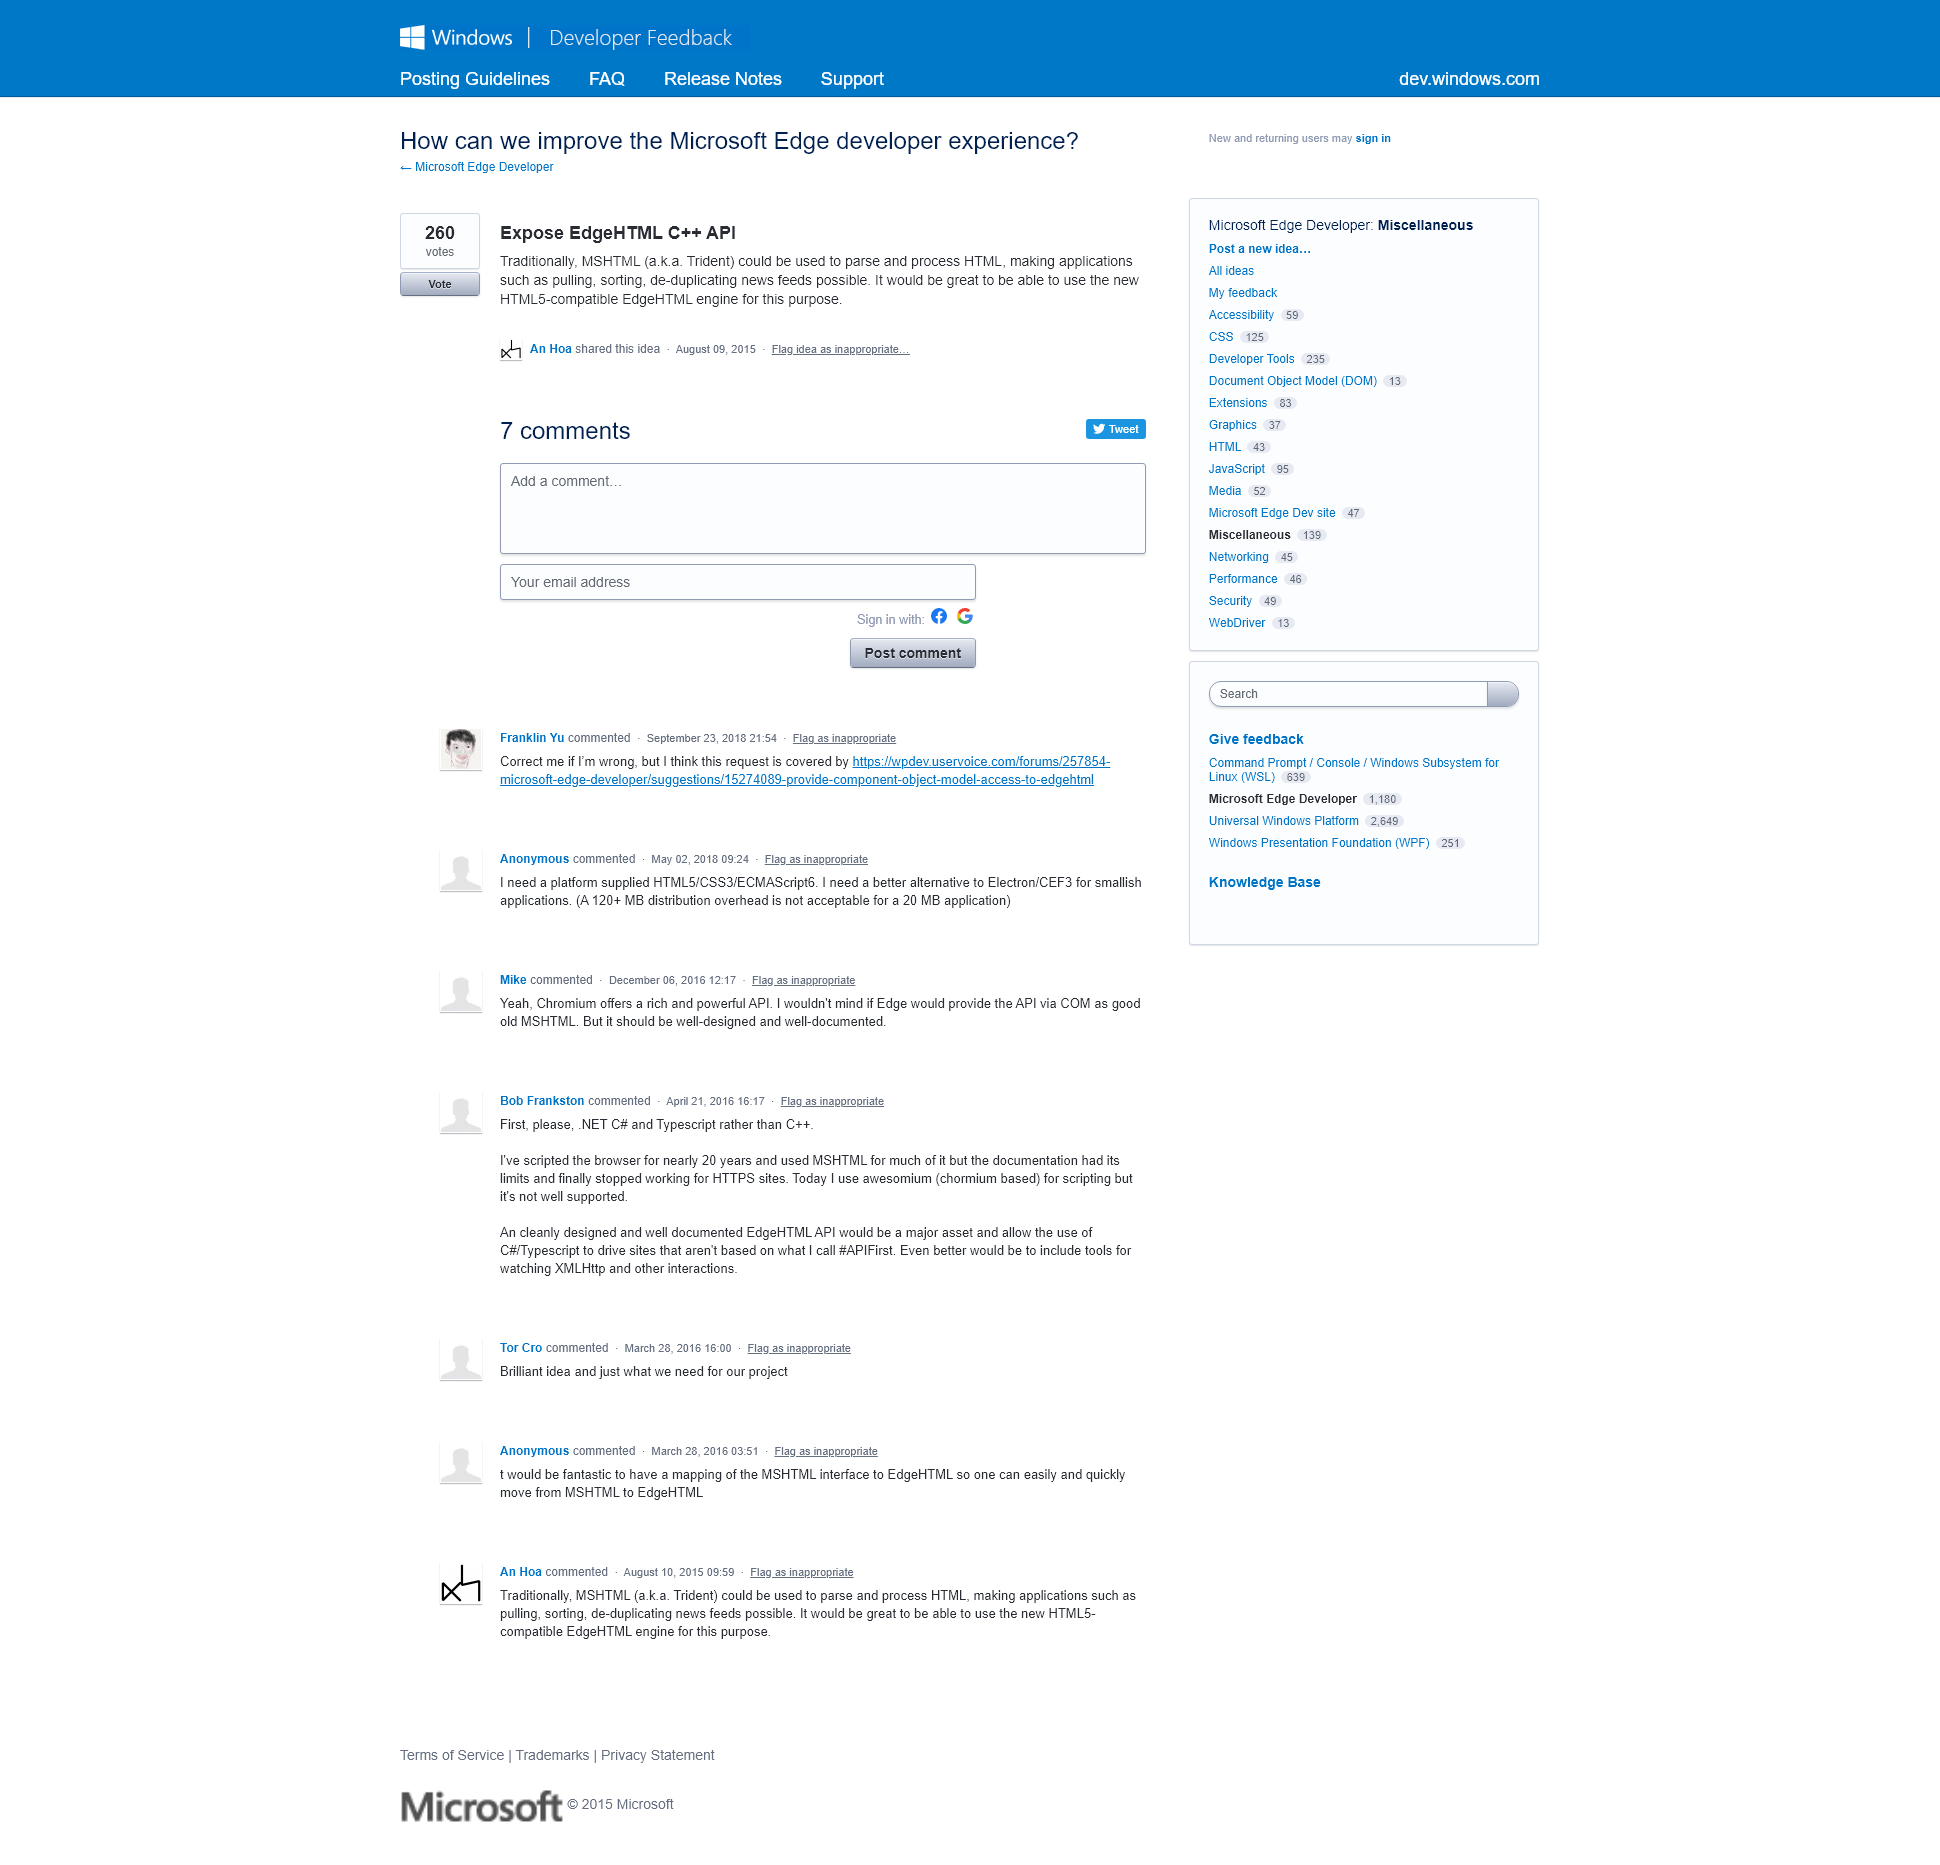 Windows | Developer Feedback
Posting Guidelines FAQ Release Notes Support dev.windows.com
How can we improve the Microsoft Edge developer experience?
← Microsoft Edge Developer
New and returning users may sign in
260
votes
Vote
Expose EdgeHTML C++ API
Traditionally, MSHTML (a.k.a. Trident) could be used to parse and process HTML, making applications
such as pulling, sorting, de-duplicating news feeds possible. It would be great to be able to use the new
HTML5-compatible EdgeHTML engine for this purpose.
An Hoa shared this idea · August 09, 2015 · Flag idea as inappropriate…
7 comments
Tweet
Add a comment…
Your email address
Sign in with:
Post comment
Franklin Yu commented · September 23, 2018 21:54 · Flag as inappropriate
Correct me if I’m wrong, but I think this request is covered by https://wpdev.uservoice.com/forums/257854-
microsoft-edge-developer/suggestions/15274089-provide-component-object-model-access-to-edgehtml
Anonymous commented · May 02, 2018 09:24 · Flag as inappropriate
I need a platform supplied HTML5/CSS3/ECMAScript6. I need a better alternative to Electron/CEF3 for smallish
applications. (A 120+ MB distribution overhead is not acceptable for a 20 MB application)
Mike commented · December 06, 2016 12:17 · Flag as inappropriate
Yeah, Chromium offers a rich and powerful API. I wouldn't mind if Edge would provide the API via COM as good
old MSHTML. But it should be well-designed and well-documented.
Bob Frankston commented · April 21, 2016 16:17 · Flag as inappropriate
First, please, .NET C# and Typescript rather than C++.
I've scripted the browser for nearly 20 years and used MSHTML for much of it but the documentation had its
limits and finally stopped working for HTTPS sites. Today I use awesomium (chormium based) for scripting but
it's not well supported.
An cleanly designed and well documented EdgeHTML API would be a major asset and allow the use of
C#/Typescript to drive sites that aren't based on what I call #APIFirst. Even better would be to include tools for
watching XMLHttp and other interactions.
Tor Cro commented · March 28, 2016 16:00 · Flag as inappropriate
Brilliant idea and just what we need for our project
Anonymous commented · March 28, 2016 03:51 · Flag as inappropriate
t would be fantastic to have a mapping of the MSHTML interface to EdgeHTML so one can easily and quickly
move from MSHTML to EdgeHTML
An Hoa commented · August 10, 2015 09:59 · Flag as inappropriate
Traditionally, MSHTML (a.k.a. Trident) could be used to parse and process HTML, making applications such as
pulling, sorting, de-duplicating news feeds possible. It would be great to be able to use the new HTML5-
compatible EdgeHTML engine for this purpose.
Microsoft Edge Developer: Miscellaneous
Post a new idea…
All ideas
My feedback
Accessibility 59
CSS 125
Developer Tools 235
Document Object Model (DOM) 13
Extensions 83
Graphics 37
HTML 43
JavaScript 95
Media 52
Microsoft Edge Dev site 47
Miscellaneous 139
Networking 45
Performance 46
Security 49
WebDriver 13
Search
Give feedback
Command Prompt / Console / Windows Subsystem for
Linux (WSL) 639
Microsoft Edge Developer 1,180
Universal Windows Platform 2,649
Windows Presentation Foundation (WPF) 251
Knowledge Base
Terms of Service | Trademarks | Privacy Statement
Microsoft © 2015 Microsoft